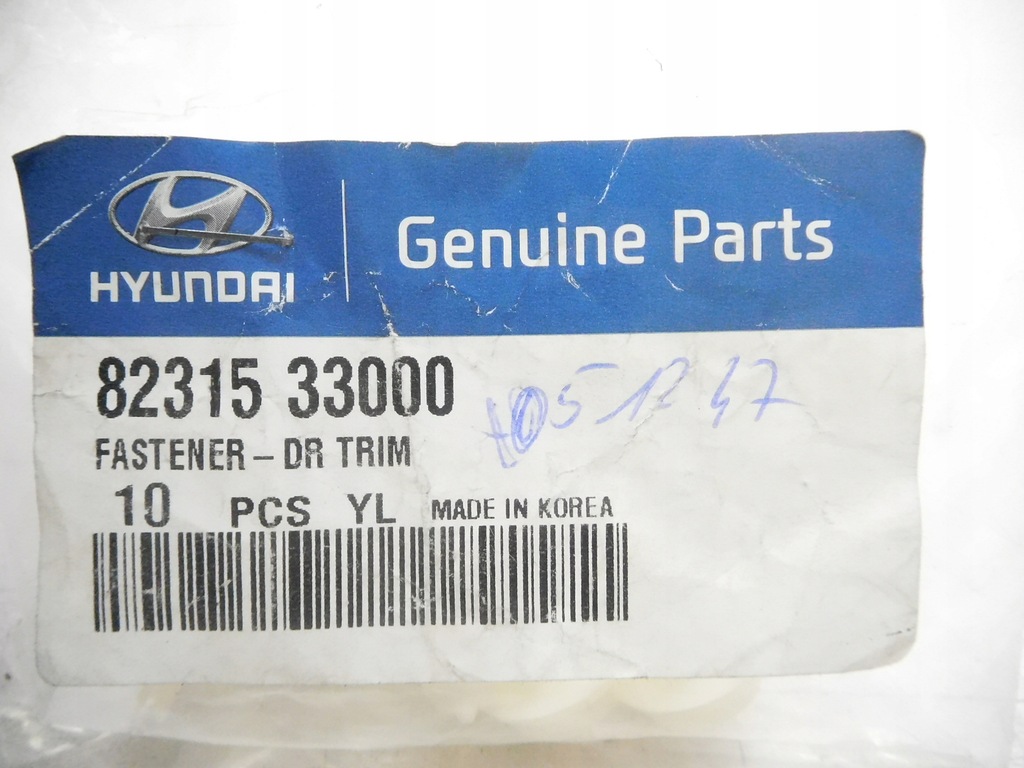 HYUNDAI
Genuine Parts
82315 33000
FASTENER – DR TRIM
10 PCS YL MADE IN KOREA